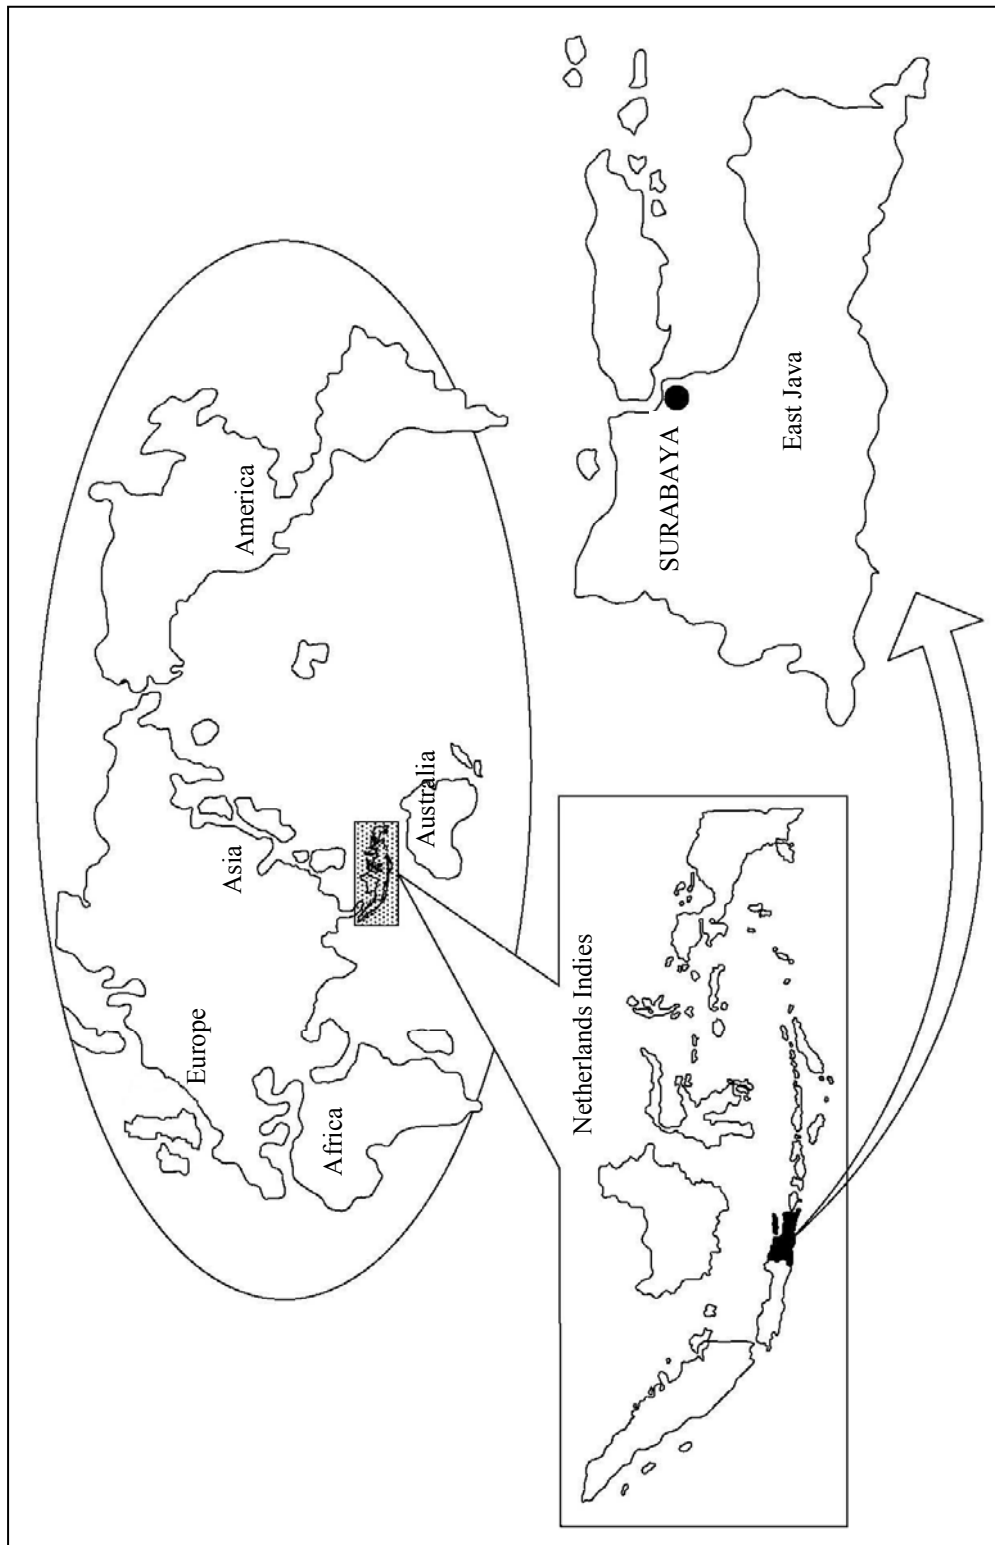 Europe
Asia
America
Africa
Australia
Netherlands Indies
SURABAYA
East Java